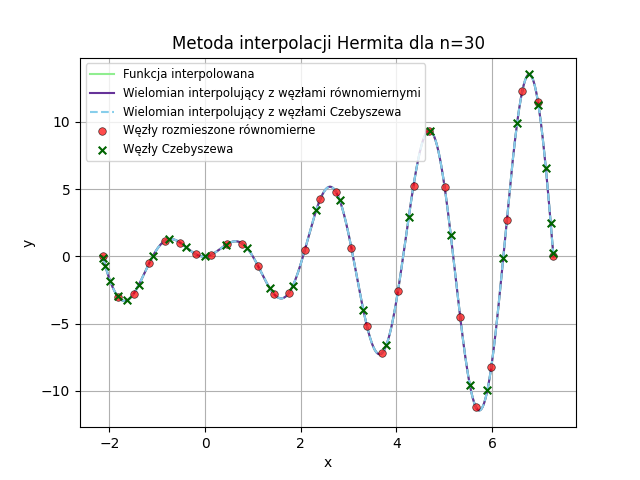 Metoda interpolacji Hermita dla n=30
Funkcja interpolowana
Wielomian interpolujący z węzłami równomiernymi
Wielomian interpolujący z węzłami Czebyszewa
Węzły rozmieszone równomierne
Węzły Czebyszewa
y
10
5
0
−5
−10
−2
0
2
4
6
x